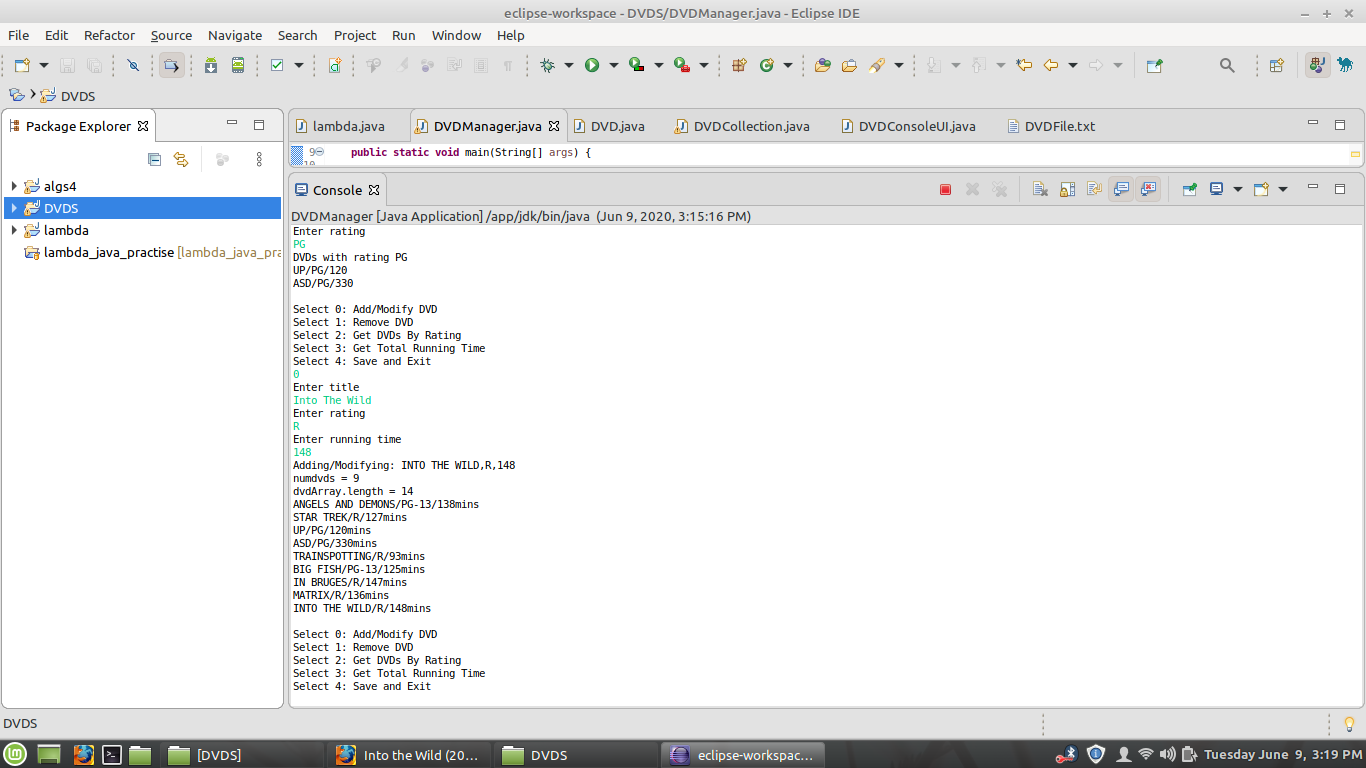 eclipse-workspace - DVDS/DVDManager.java - Eclipse IDE
File Edit Refactor Source Navigate Search Project Run Window Help
DVDS
Package Explorer
algs4
DVDS
lambda
lambda_java_practise [lambda_java_pra
lambda.java DVDManager.java DVD.java DVDCollection.java DVDConsoleUI.java DVDFile.txt
9 public static void main(String[] args) {
10
Console
DVDManager [Java Application] /app/jdk/bin/java (Jun 9, 2020, 3:15:16 PM)
Enter rating
PG
DVDs with rating PG
UP/PG/120
ASD/PG/330
Select 0: Add/Modify DVD
Select 1: Remove DVD
Select 2: Get DVDs By Rating
Select 3: Get Total Running Time
Select 4: Save and Exit
0
Enter title
Into The Wild
Enter rating
R
Enter running time
148
Adding/Modifying: INTO THE WILD,R,148
numdvds = 9
dvdArray.length = 14
ANGELS AND DEMONS/PG-13/138mins
STAR TREK/R/127mins
UP/PG/120mins
ASD/PG/330mins
TRAINSPOTTING/R/93mins
BIG FISH/PG-13/125mins
IN BRUGES/R/147mins
MATRIX/R/136mins
INTO THE WILD/R/148mins
Select 0: Add/Modify DVD
Select 1: Remove DVD
Select 2: Get DVDs By Rating
Select 3: Get Total Running Time
Select 4: Save and Exit
DVDS
[DVDS] Into the Wild (20... DVDS eclipse-workspac... Tuesday June 9, 3:19 PM